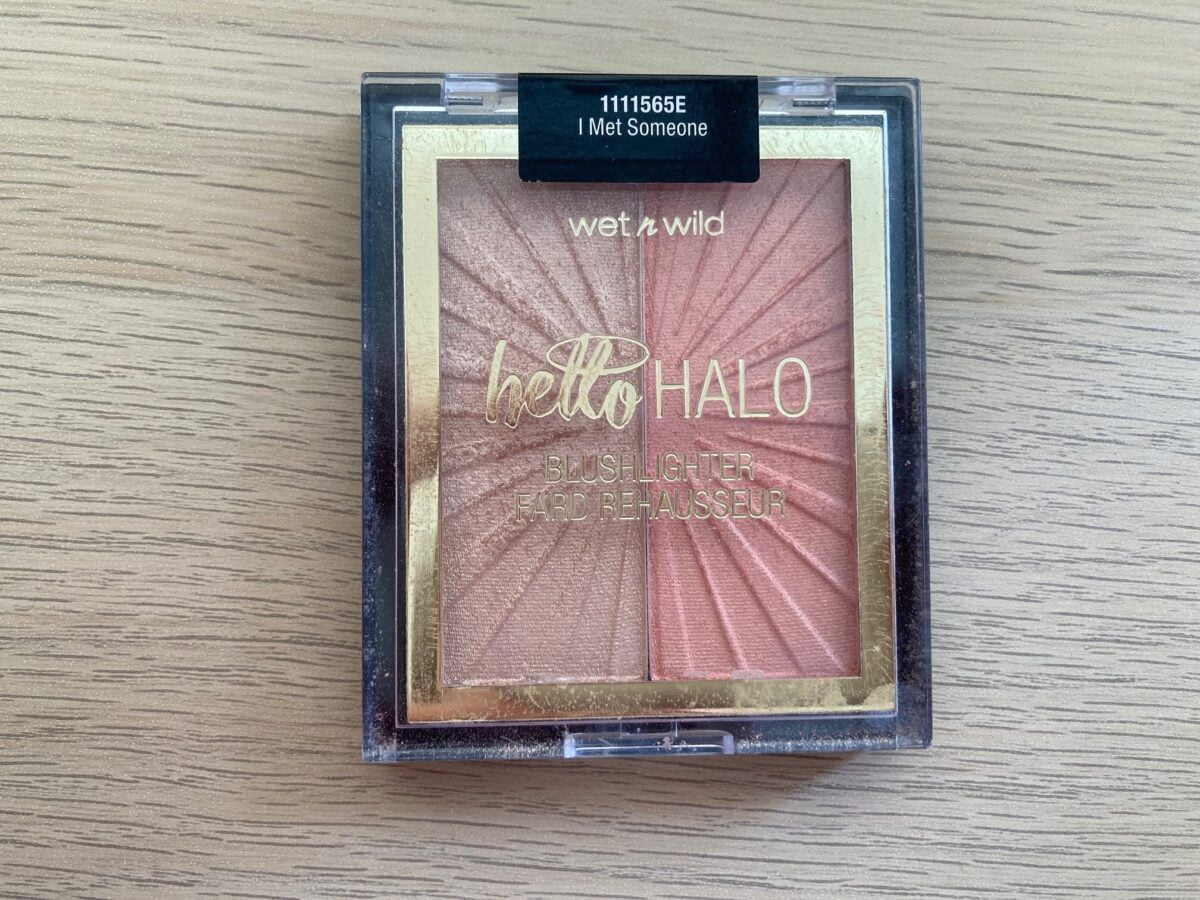 1111565E
I Met Someone
wet n wild
hello HALO
BLUSHLIGHTER
FARD REHAUSSEUR